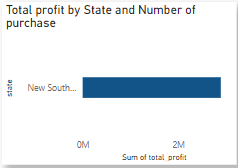 Total profit by State and Number of
purchase
state
New South...
0M 2M
Sum of total_profit